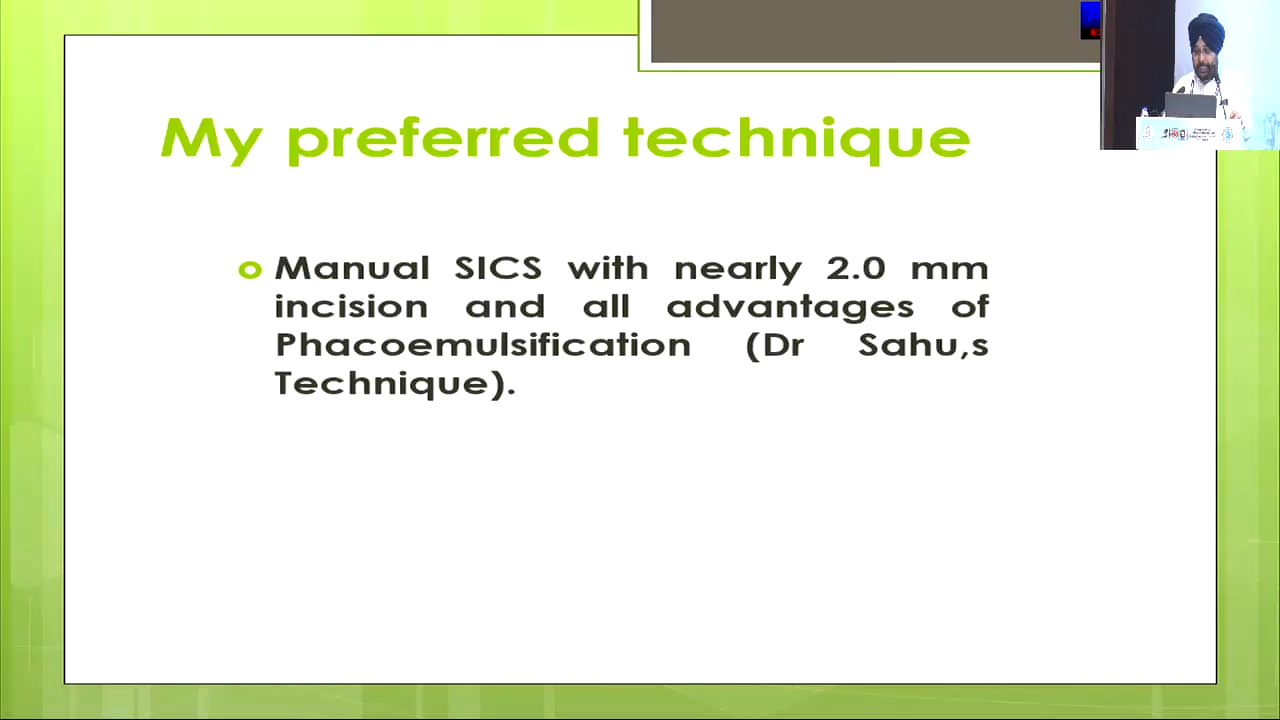 My preferred technique
Manual SICS with nearly 2.0 mm
incision and all advantages of
Phacoemulsification (Dr Sahu,s
Technique).